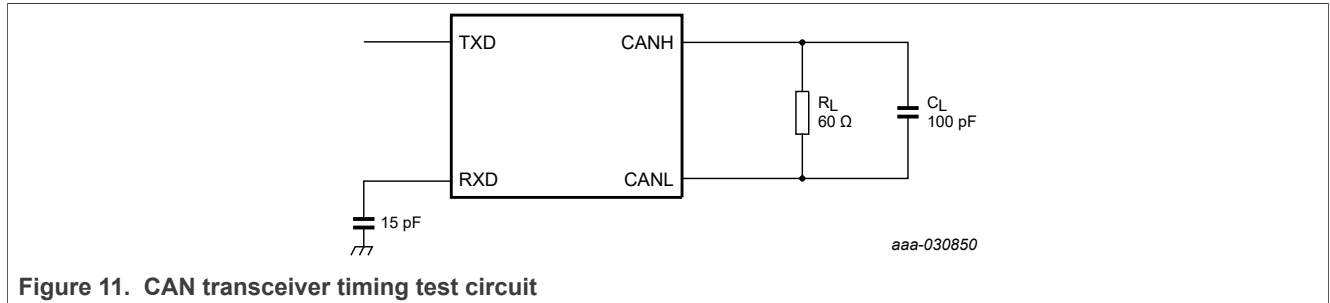 TXD CANH
RL
60 Ω
CL
100 pF
RXD CANL
15 pF
aaa-030850
Figure 11. CAN transceiver timing test circuit